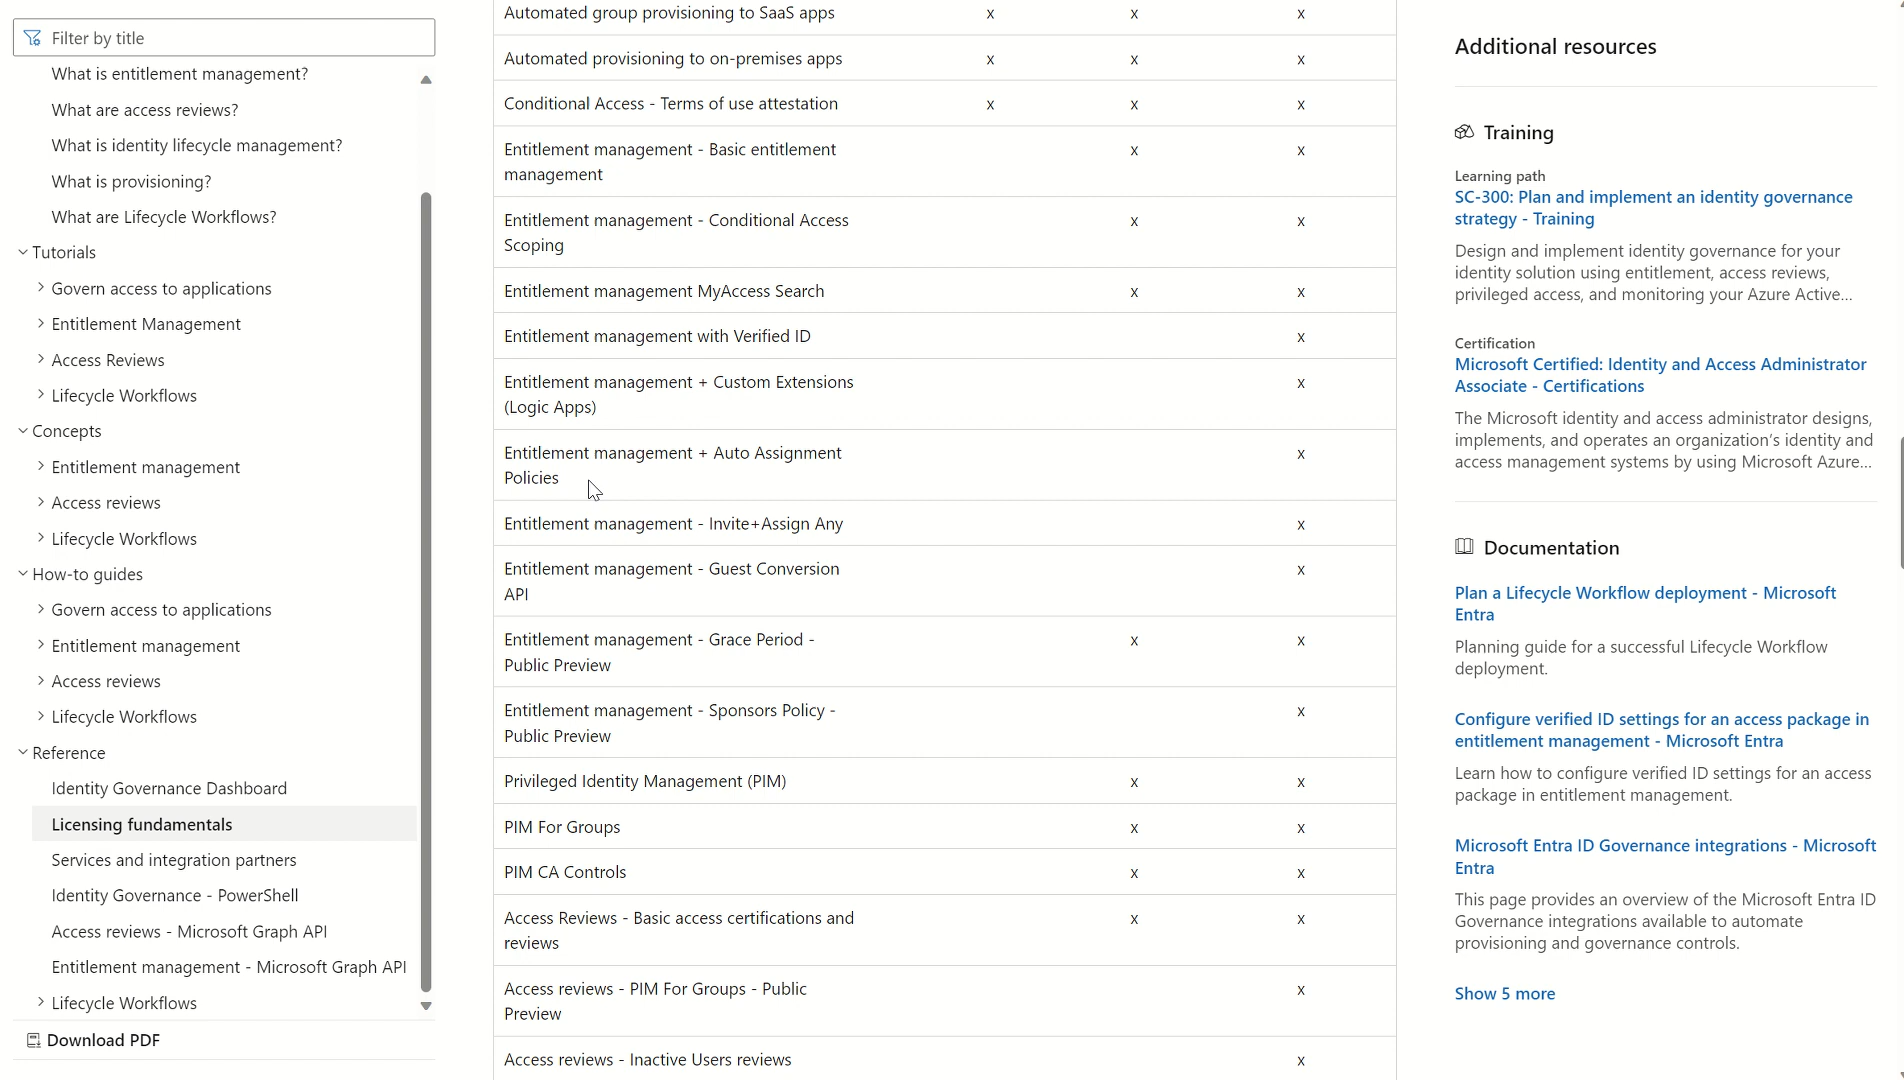 Filter by title
What is entitlement management?
What are access reviews?
What is identity lifecycle management?
What is provisioning?
What are Lifecycle Workflows?
Tutorials
Govern access to applications
Entitlement Management
Access Reviews
Lifecycle Workflows
Concepts
Entitlement management
Access reviews
Lifecycle Workflows
How-to guides
Govern access to applications
Entitlement management
Access reviews
Lifecycle Workflows
Reference
Identity Governance Dashboard
Licensing fundamentals
Services and integration partners
Identity Governance - PowerShell
Access reviews - Microsoft Graph API
Entitlement management - Microsoft Graph API
Lifecycle Workflows
Download PDF
Automated group provisioning to SaaS apps x x x
Automated provisioning to on-premises apps x x x
Conditional Access - Terms of use attestation x x x
Entitlement management - Basic entitlement x x
management
Entitlement management - Conditional Access x x
Scoping
Entitlement management MyAccess Search x x
Entitlement management with Verified ID x
Entitlement management + Custom Extensions x
(Logic Apps)
Entitlement management + Auto Assignment x
Policies
Entitlement management - Invite+Assign Any x
Entitlement management - Guest Conversion x
API
Entitlement management - Grace Period - x x
Public Preview
Entitlement management - Sponsors Policy - x
Public Preview
Privileged Identity Management (PIM) x x
PIM For Groups x x
PIM CA Controls x x
Access Reviews - Basic access certifications and x x
reviews
Access reviews - PIM For Groups - Public x
Preview
Access reviews - Inactive Users reviews x
Additional resources
Training
Learning path
SC-300: Plan and implement an identity governance
strategy - Training
Design and implement identity governance for your
identity solution using entitlement, access reviews,
privileged access, and monitoring your Azure Active...
Certification
Microsoft Certified: Identity and Access Administrator
Associate - Certifications
The Microsoft identity and access administrator designs,
implements, and operates an organization's identity and
access management systems by using Microsoft Azure...
Documentation
Plan a Lifecycle Workflow deployment - Microsoft
Entra
Planning guide for a successful Lifecycle Workflow
deployment.
Configure verified ID settings for an access package in
entitlement management - Microsoft Entra
Learn how to configure verified ID settings for an access
package in entitlement management.
Microsoft Entra ID Governance integrations - Microsoft
Entra
This page provides an overview of the Microsoft Entra ID
Governance integrations available to automate
provisioning and governance controls.
Show 5 more